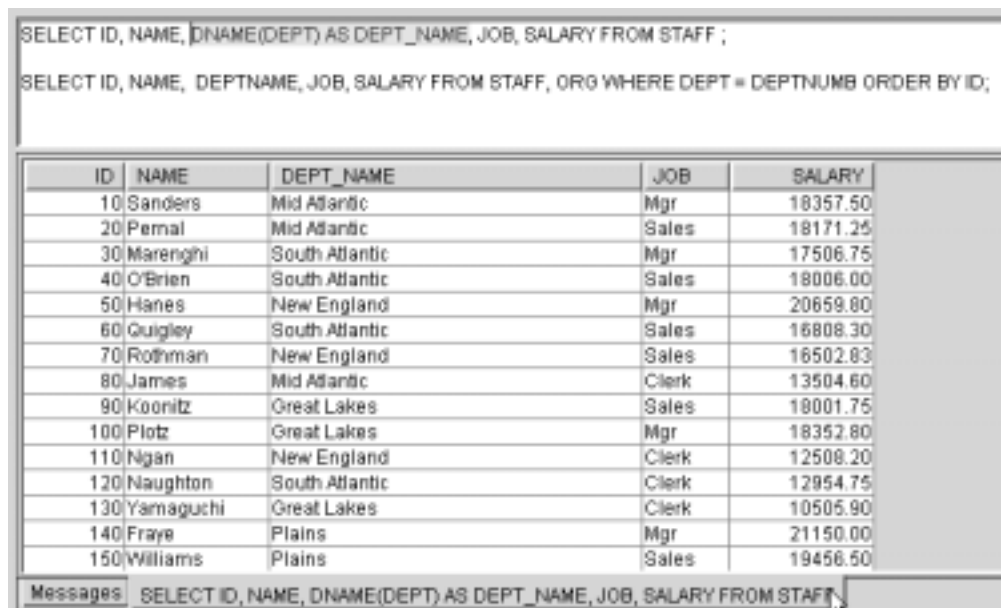 SELECT ID, NAME, DNAME(DEPT) AS DEPT_NAME, JOB, SALARY FROM STAFF ;
SELECT ID, NAME, DEPTNAME, JOB, SALARY FROM STAFF, ORG WHERE DEPT = DEPTNUMB ORDER BY ID;
ID NAME DEPT_NAME JOB SALARY
10 Sanders Mid Atlantic Mgr 18357.50
20 Pernal Mid Atlantic Sales 18171.25
30 Marenghi South Atlantic Mgr 17506.75
40 O'Brien South Atlantic Sales 18006.00
50 Hanes New England Mgr 20659.80
60 Quigley South Atlantic Sales 16808.30
70 Rothman New England Sales 16502.83
80 James Mid Atlantic Clerk 13504.60
90 Koonitz Great Lakes Sales 18001.75
100 Plotz Great Lakes Mgr 18352.80
110 Ngan New England Clerk 12508.20
120 Naughton South Atlantic Clerk 12954.75
130 Yamaguchi Great Lakes Clerk 10505.90
140 Fraye Plains Mgr 21150.00
150 Williams Plains Sales 19456.50
Messages SELECT ID, NAME, DNAME(DEPT) AS DEPT_NAME, JOB, SALARY FROM STAFF